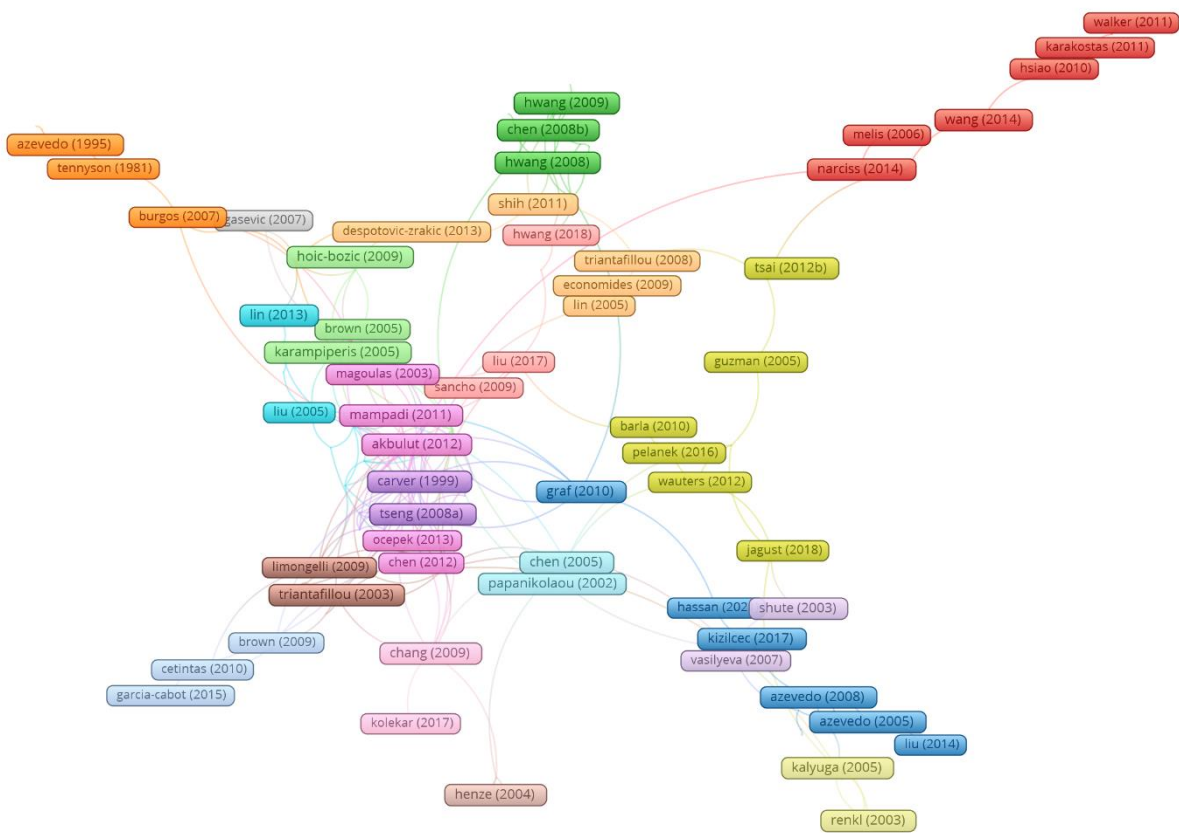 walker (2011)
karakostas (2011)
hsiao (2010)
hwang (2009)
wang (2014)
chen (2008b)
melis (2006)
azevedo (1995)
hwang (2008)
tennyson (1981)
narciss (2014)
shih (2011)
burgos (2007)
gasevic (2007)
despotovic-zrakic (2013)
hwang (2018)
hoic-bozic (2009)
triantafillou (2008)
tsai (2012b)
economides (2009)
lin (2005)
lin (2013)
brown (2005)
karampiperis (2005)
liu (2017)
guzman (2005)
magoulas (2003)
sancho (2009)
liu (2005)
mampadi (2011)
barla (2010)
akbulut (2012)
pelanek (2016)
carver (1999)
wauters (2012)
graf (2010)
tseng (2008a)
ocepek (2013)
jagust (2018)
chen (2012)
chen (2005)
limongelli (2009)
papanikolaou (2002)
triantafillou (2003)
hassan (202
shute (2003)
kizilcec (2017)
brown (2009)
chang (2009)
vasilyeva (2007)
cetintas (2010)
garcia-cabot (2015)
azevedo (2008)
kolekar (2017)
azevedo (2005)
liu (2014)
kalyuga (2005)
henze (2004)
renkl (2003)